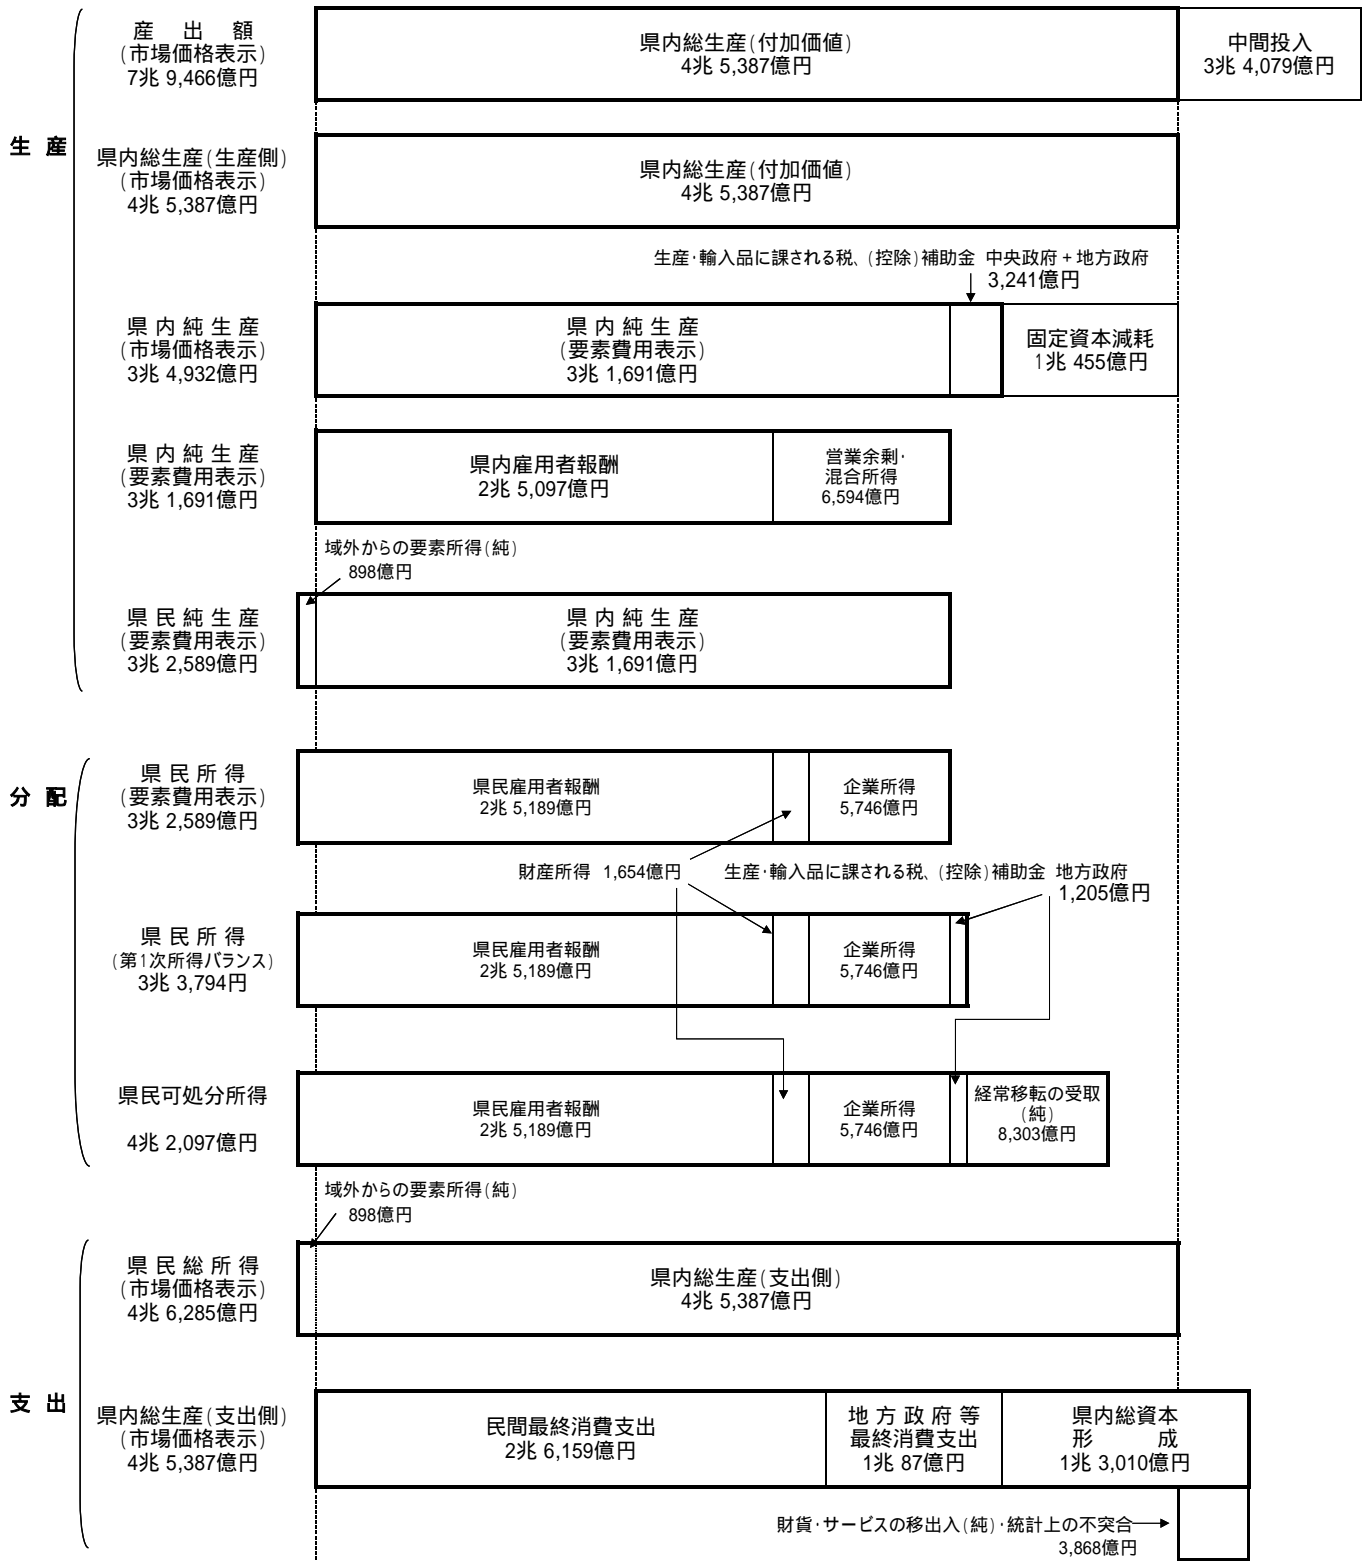 産出額
(市場価格表示)
7兆 9,466億円
県内総生産(付加価値)
4兆 5,387億円
中間投入
3兆 4,079億円
生 産
県内総生産(生産側)
(市場価格表示)
4兆 5,387億円
県内総生産(付加価値)
4兆 5,387億円
生産・輸入品に課される税、(控除)補助金 中央政府+地方政府
3,241億円
県内純生産
(市場価格表示)
3兆 4,932億円
県内純生産
(要素費用表示)
3兆 1,691億円
固定資本減耗
1兆 455億円
県内純生産
(要素費用表示)
3兆 1,691億円
県内雇用者報酬
2兆 5,097億円
営業余剰・
混合所得
6,594億円
域外からの要素所得(純)
898億円
県民純生産
(要素費用表示)
3兆 2,589億円
県内純生産
(要素費用表示)
3兆 1,691億円
分 配
県民所得
(要素費用表示)
3兆 2,589億円
県民雇用者報酬
2兆 5,189億円
企業所得
5,746億円
財産所得 1,654億円
生産・輸入品に課される税、(控除)補助金 地方政府
1,205億円
県民所得
(第1次所得バランス)
3兆 3,794円
県民雇用者報酬
2兆 5,189億円
企業所得
5,746億円
県民可処分所得
4兆 2,097億円
県民雇用者報酬
2兆 5,189億円
企業所得
5,746億円
経常移転の受取
(純)
8,303億円
域外からの要素所得(純)
898億円
県民総所得
(市場価格表示)
4兆 6,285億円
県内総生産(支出側)
4兆 5,387億円
支 出
県内総生産(支出側)
(市場価格表示)
4兆 5,387億円
民間最終消費支出
2兆 6,159億円
地方政府等
最終消費支出
1兆 87億円
県内総資本
形成
1兆 3,010億円
財貨・サービスの移出入(純)・統計上の不突合
3,868億円